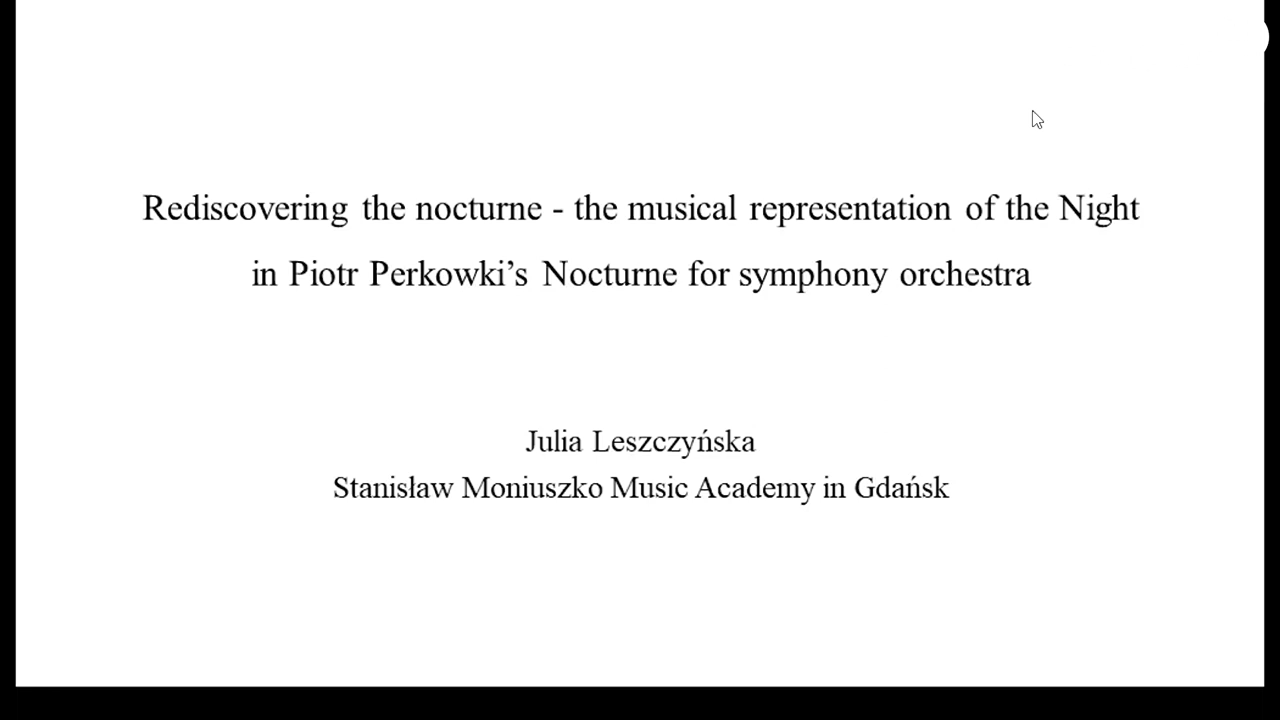 Rediscovering the nocturne - the musical representation of the Night
in Piotr Perkowki’s Nocturne for symphony orchestra
Julia Leszczyńska
Stanisław Moniuszko Music Academy in Gdańsk